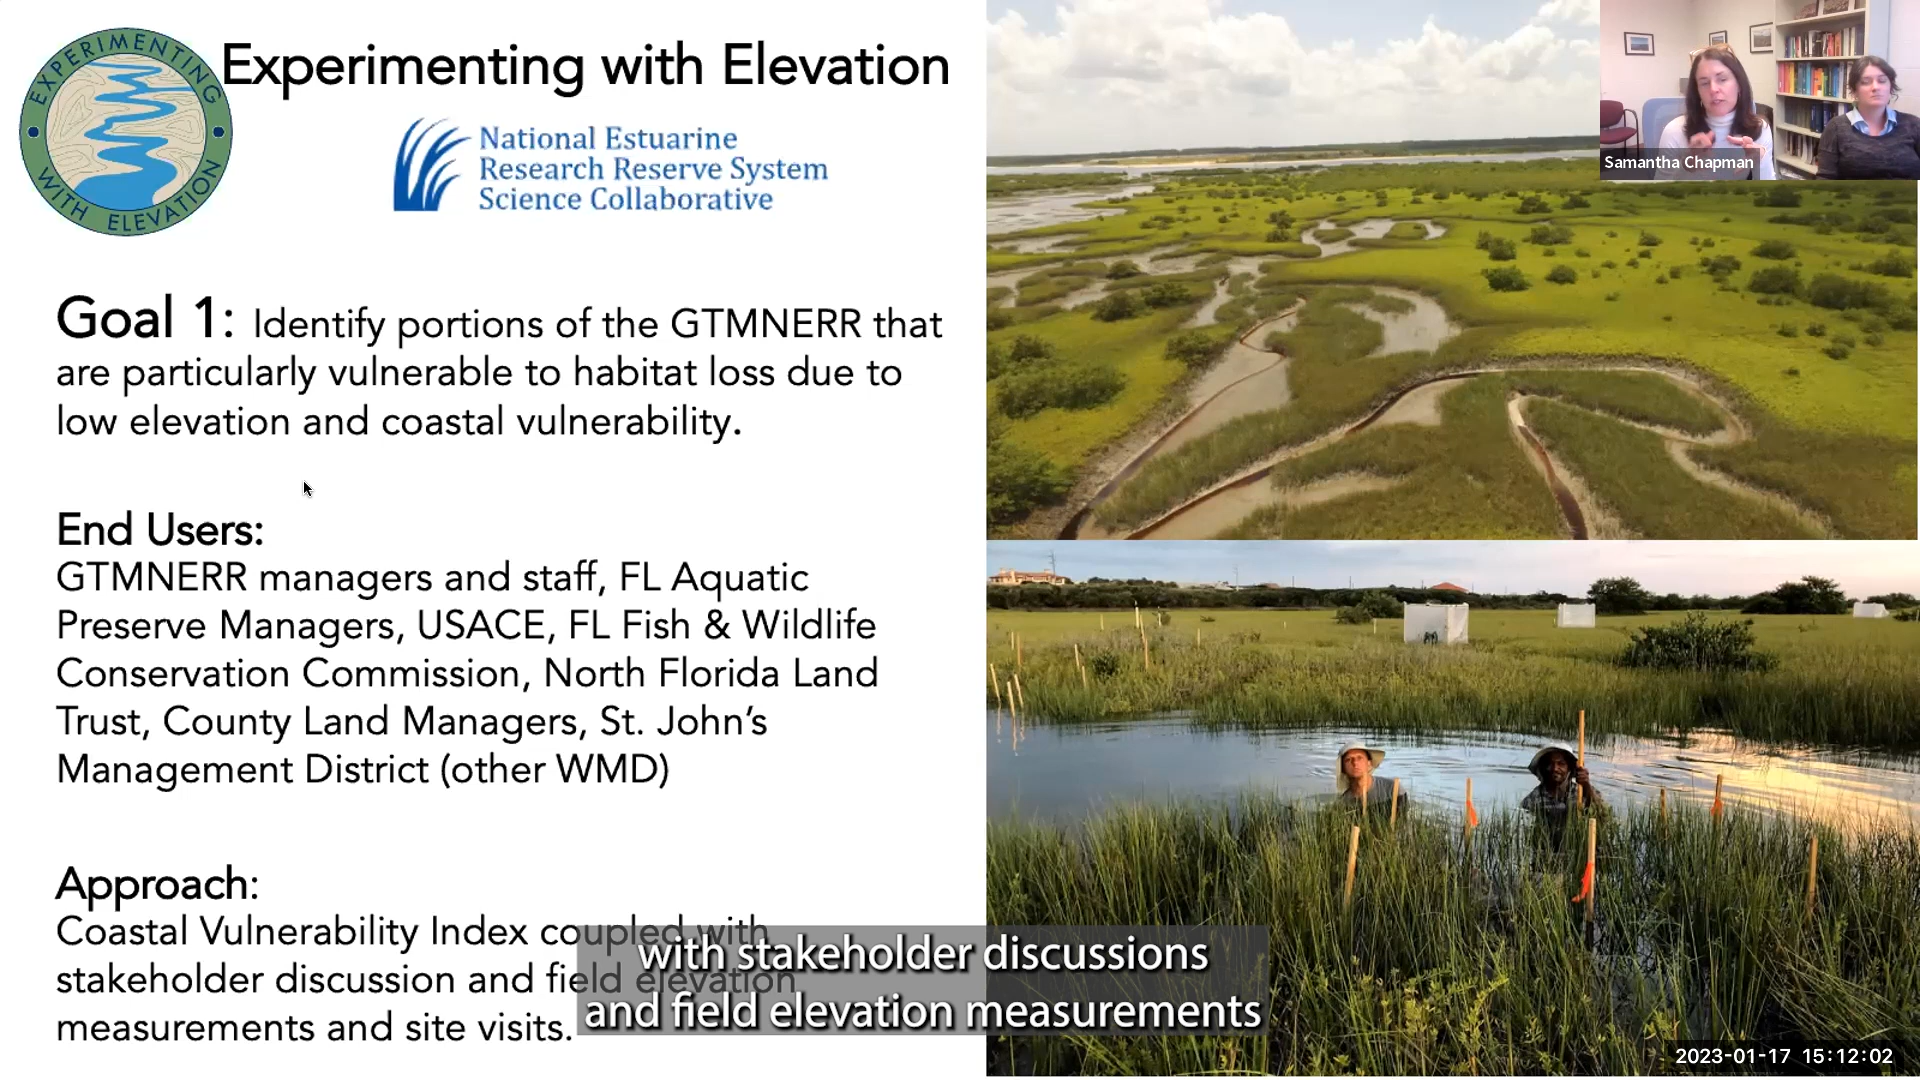 EXPERIMENTING
WITH ELEVATION
Experimenting with Elevation
National Estuarine
Research Reserve System
Science Collaborative
Goal 1: Identify portions of the GTMNERR that
are particularly vulnerable to habitat loss due to
low elevation and coastal vulnerability.
End Users:
GTMNERR managers and staff, FL Aquatic
Preserve Managers, USACE, FL Fish & Wildlife
Conservation Commission, North Florida Land
Trust, County Land Managers, St. John’s
Management District (other WMD)
Approach:
Coastal Vulnerability Index coupled with
stakeholder discussion and field elevation
measurements and site visits.
with stakeholder discussions
and field elevation measurements
Samantha Chapman
2023-01-17 15:12:02